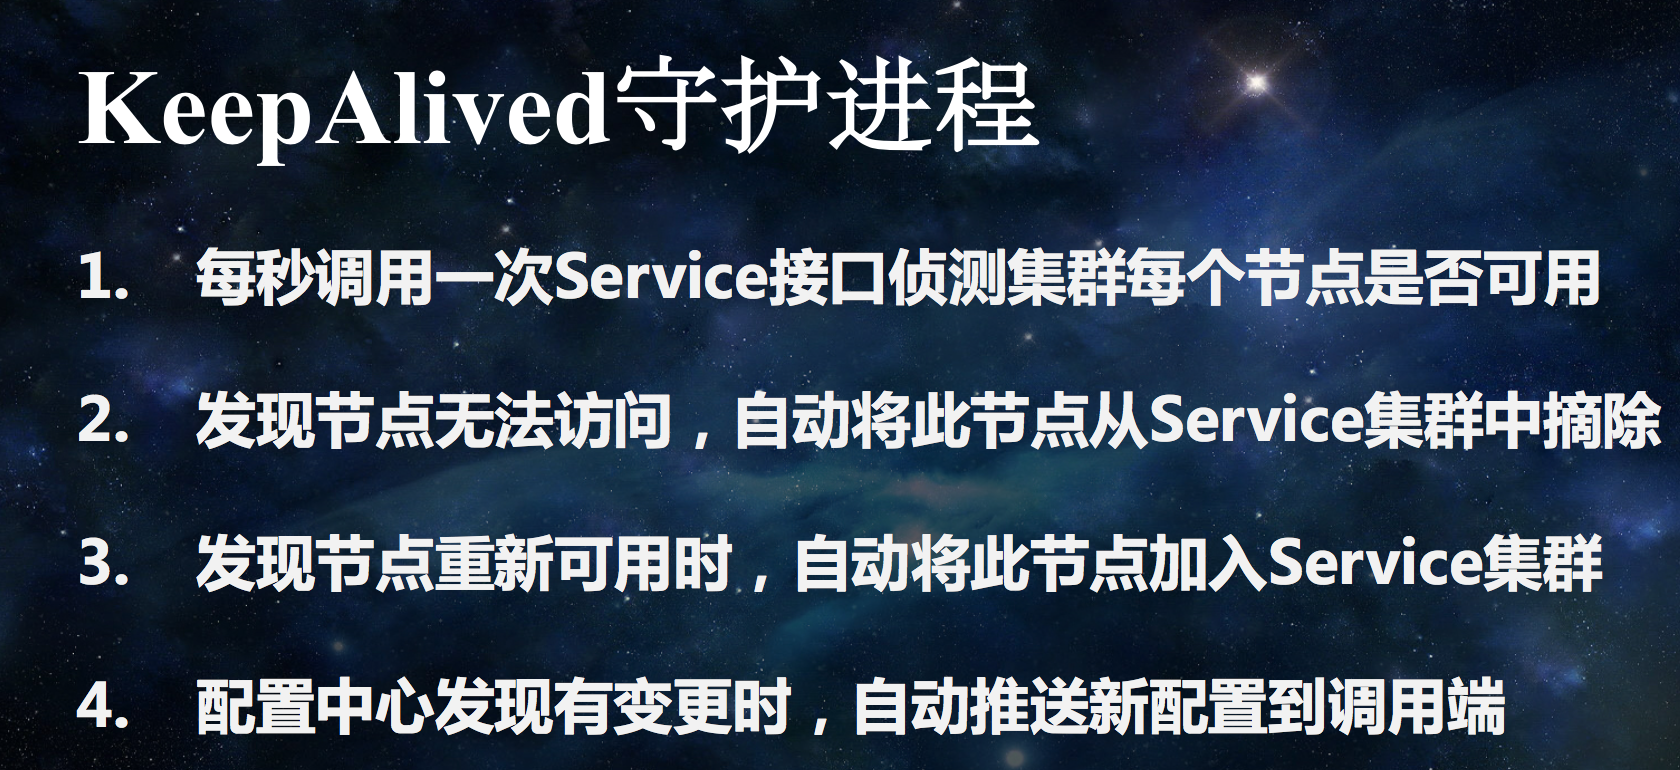 KeepAlived守护进程
1. 每秒调用一次Service接口侦测集群每个节点是否可用
2. 发现节点无法访问，自动将此节点从Service集群中摘除
3. 发现节点重新可用时，自动将此节点加入Service集群
4. 配置中心发现有变更时，自动推送新配置到调用端